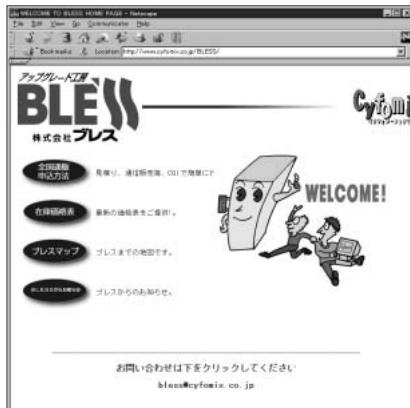 WELCOME TO BLESS HOME PAGE - Netscape
File Edit View Go Communicator Help
Bookmarks Location: http://www.cyfomix.co.jp/BLESS/
アップグレード工房
BLESS
株式会社 ブレス
Cyfomi
全国通販
申込方法
見積り、通信販売等、CGIで簡単に?
在庫価格表
最新の価格表をご提供!。
WELCOME!
ブレスマップ
ブレスまでの地図です。
ブレスからのお知らせ。
お問い合わせは下をクリックしてください
bless@cyfomix.co.jp